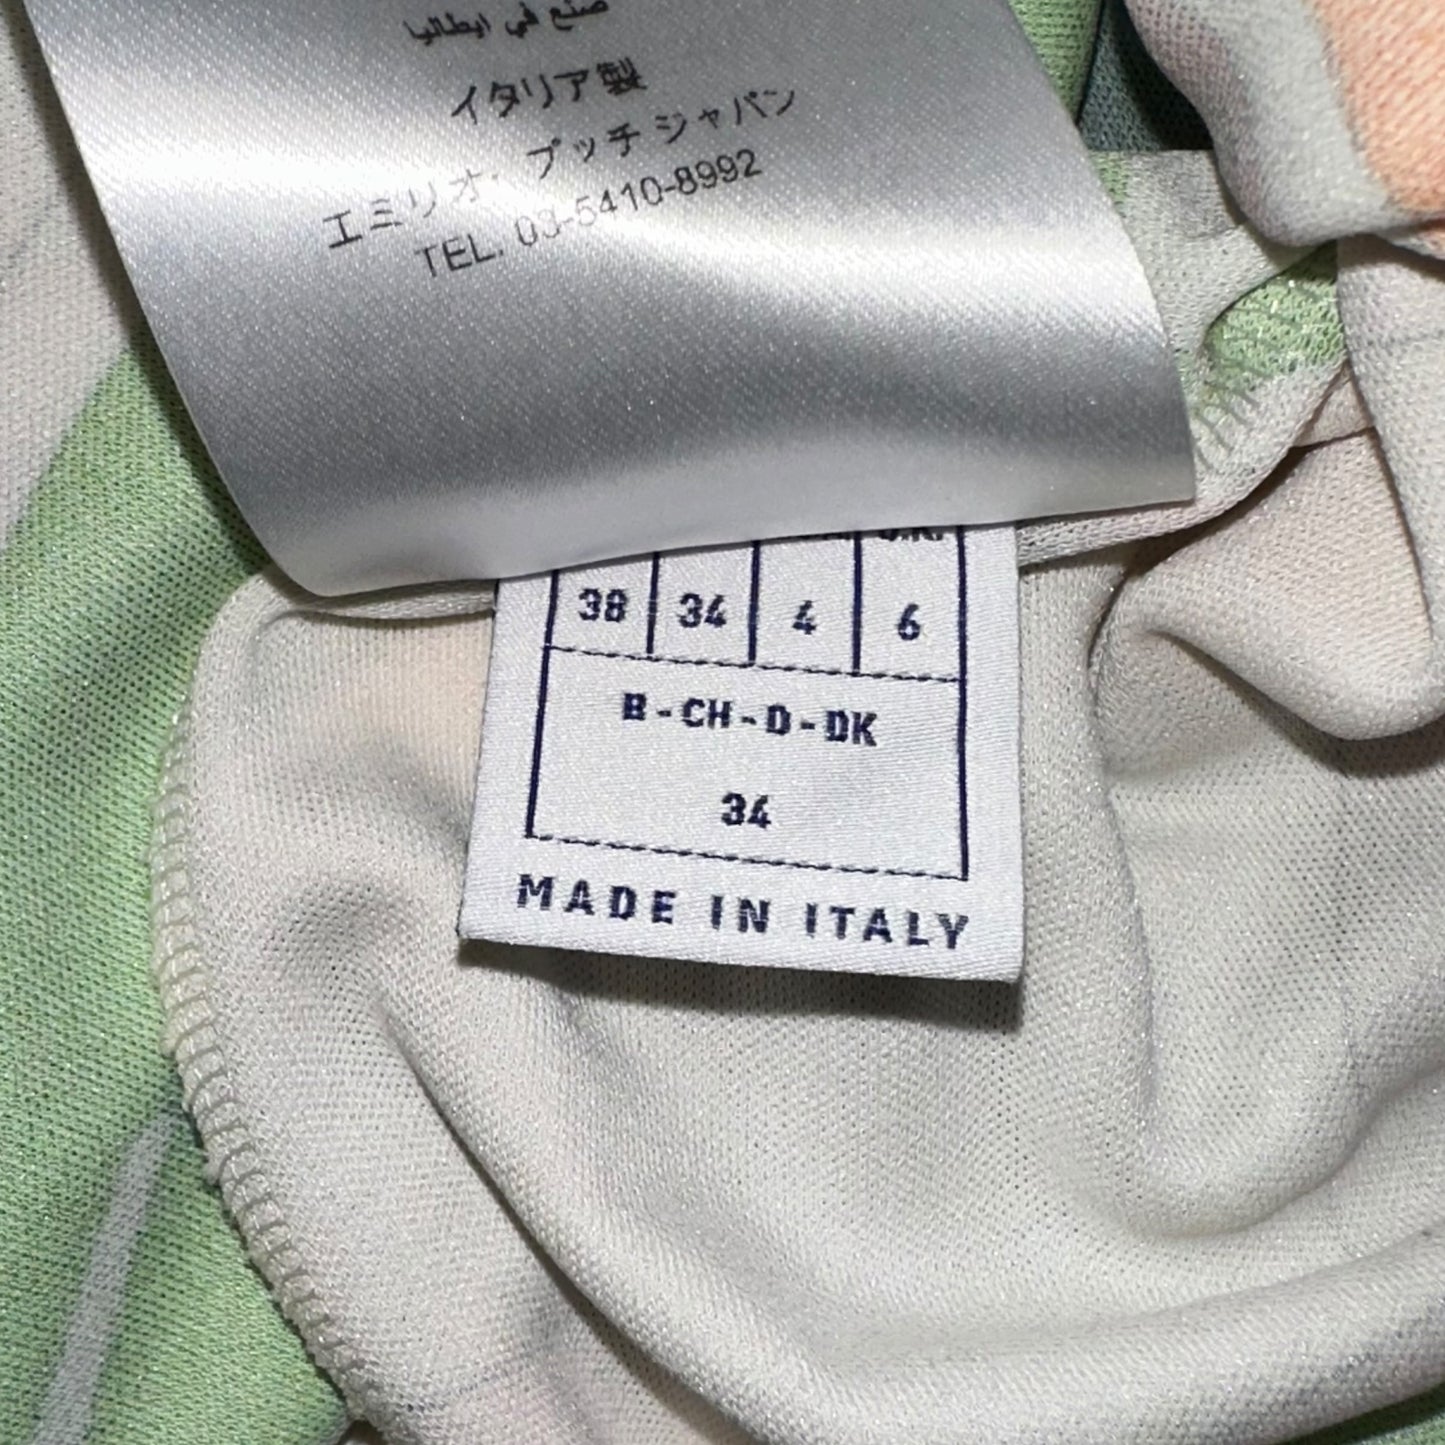 صنع في ايطاليا
イタリア製
エミリオ・プッチ ジャパン
TEL. 03-5410-8992
38 34 4 6
B - CH - D - DK
34
MADE IN ITALY